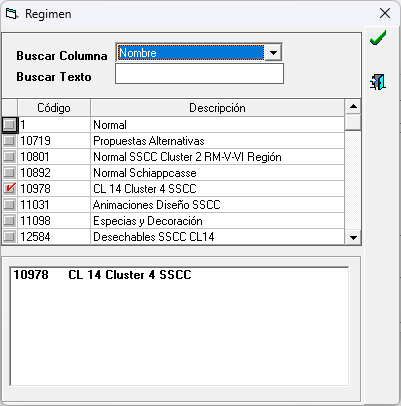 Regimen
Buscar Columna Nombre
Buscar Texto
Código Descripción
1 Normal
10719 Propuestas Alternativas
10801 Normal SSCC Cluster 2 RM-V-VI Región
10892 Normal Schiappcasse
10978 CL 14 Cluster 4 SSCC
11031 Animaciones Diseño SSCC
11098 Especias y Decoración
12584 Desechables SSCC CL14
10978 CL 14 Cluster 4 SSCC